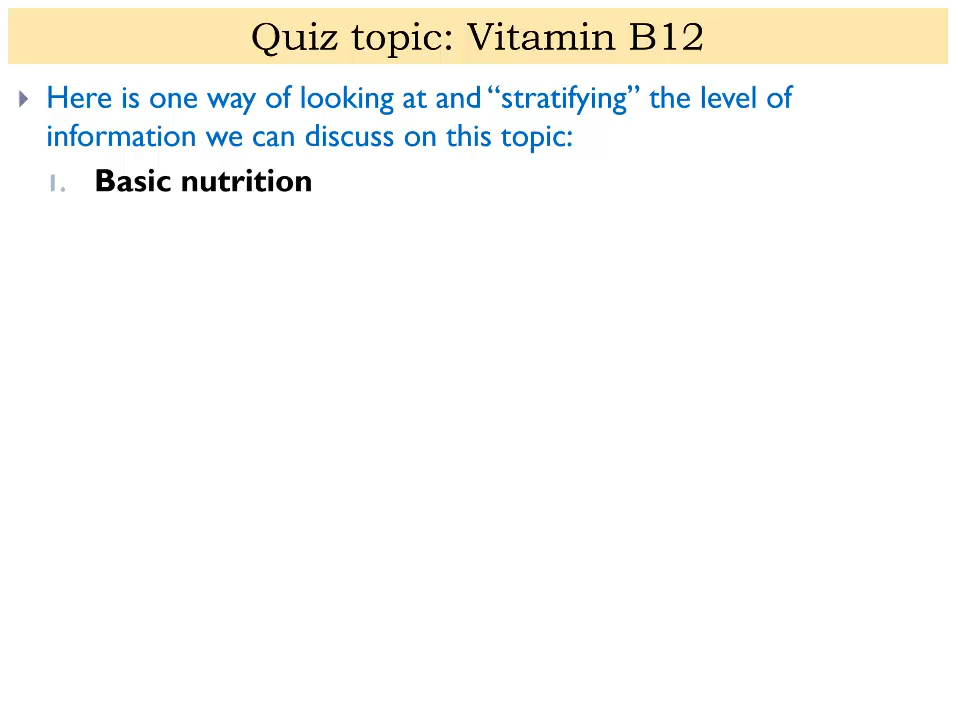 Quiz topic: Vitamin B12
Here is one way of looking at and “stratifying” the level of
information we can discuss on this topic:
1. Basic nutrition